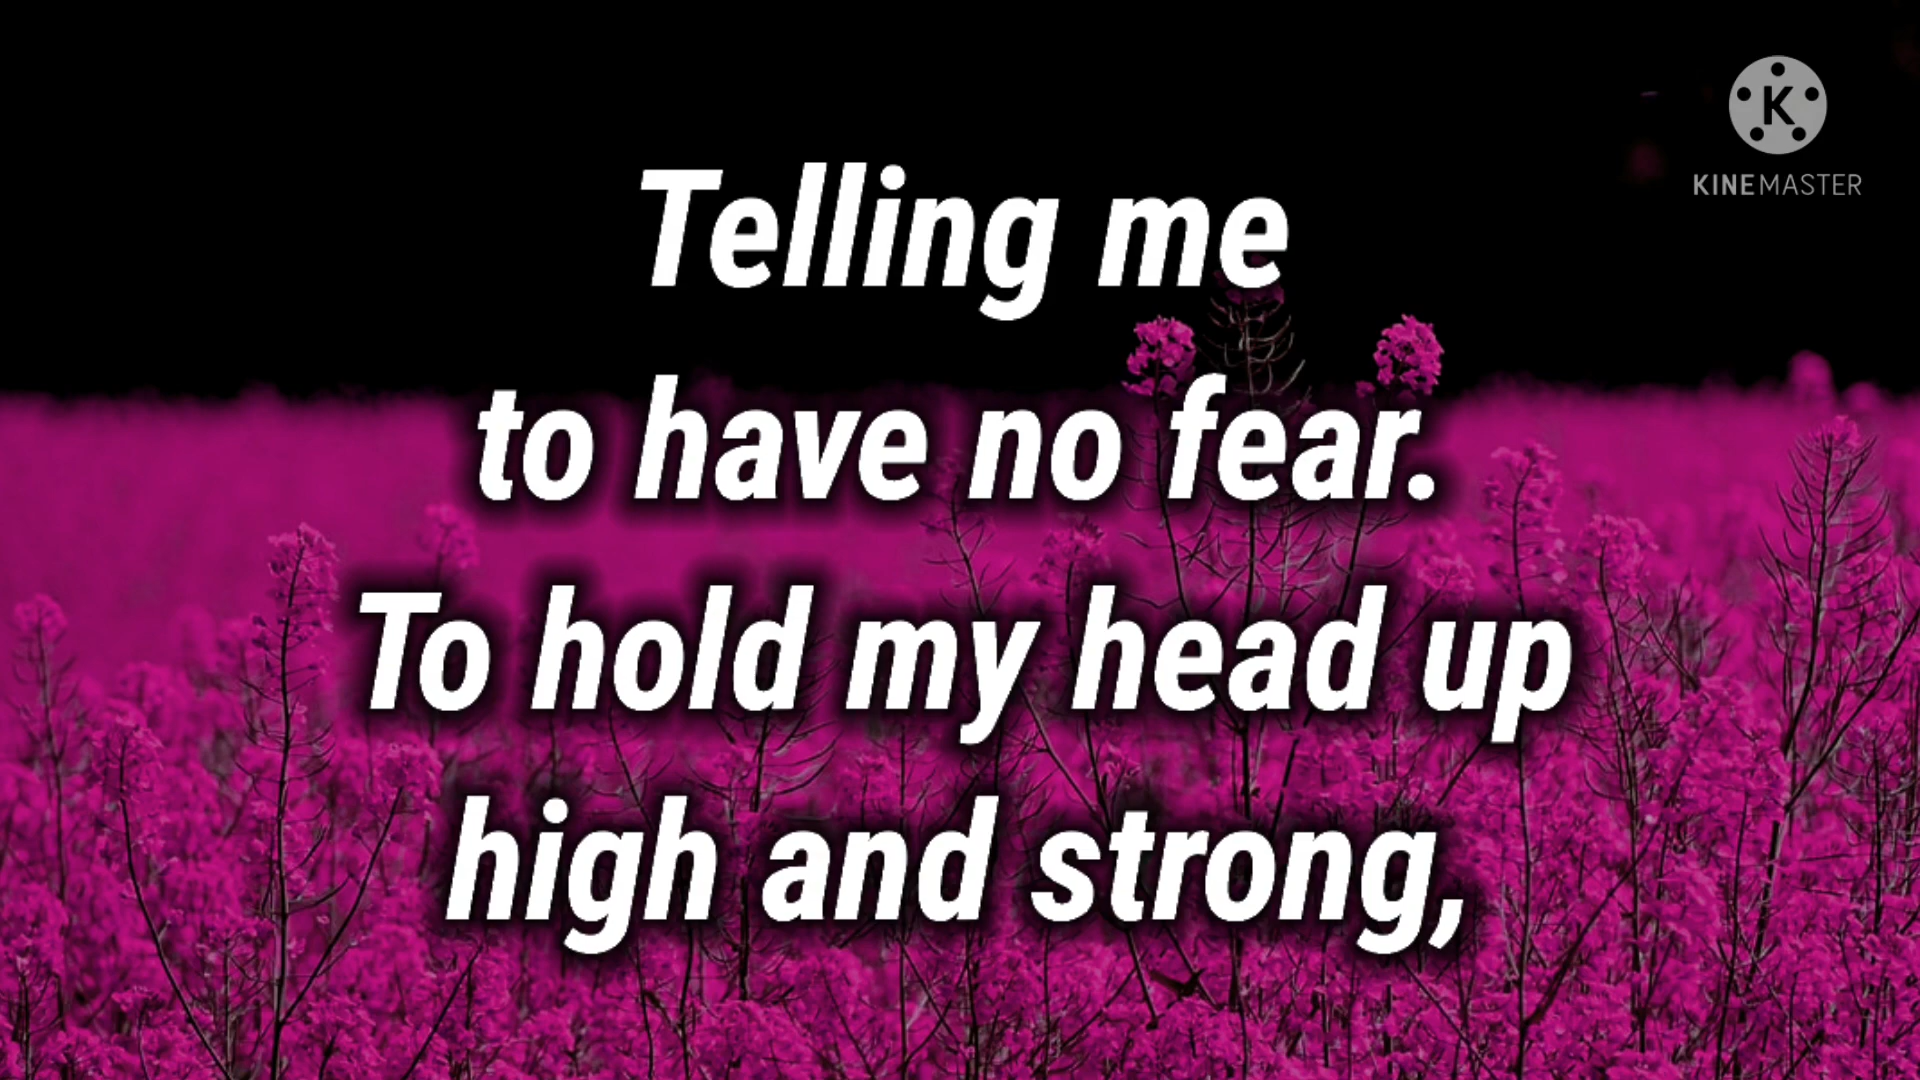 K
KINEMASTER
Telling me
to have no fear.
To hold my head up
high and strong,